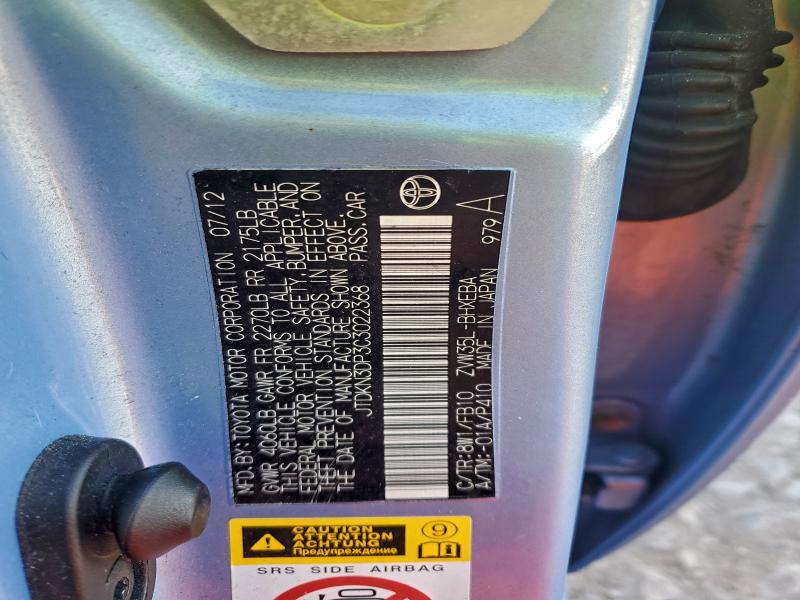 MFD.BY:TOYOTA MOTOR CORPORATION 07/12
GVWR 4060LB GAWR FR 2270LB RR 2175LB
THIS VEHICLE CONFORMS TO ALL APPLICABLE
FEDERAL MOTOR VEHICLE SAFETY BUMPER,AND
THEFT PREVENTION STANDARDS IN EFFECT ON
THE DATE OF MANUFACTURE SHOWN ABOVE.
JTDKN3DP3C3022368 PASS.CAR
C/TR:8W1/FB10 ZVW35L-BHXEBA
A/TM:-01A/P410 MADE IN JAPAN 979 A
CAUTION
ATTENTION
ACHTUNG
Предупреждение
9
i
SRS SIDE AIRBAG